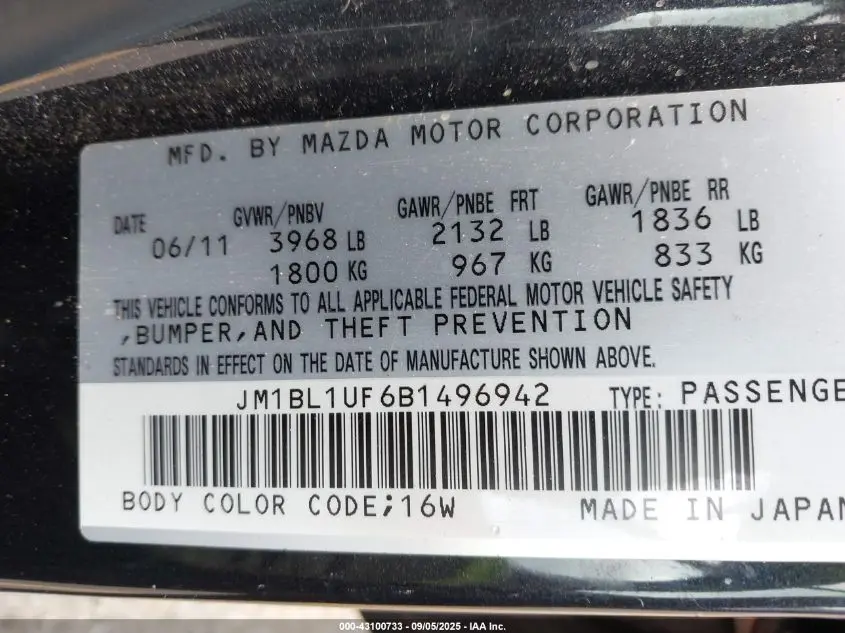 MFD. BY MAZDA MOTOR CORPORATION
DATE GVWR/PNBV GAWR/PNBE FRT GAWR/PNBE RR
06/11 3968 LB 2132 LB 1836 LB
1800 KG 967 KG 833 KG
THIS VEHICLE CONFORMS TO ALL APPLICABLE FEDERAL MOTOR VEHICLE SAFETY
,BUMPER,AND THEFT PREVENTION
STANDARDS IN EFFECT ON THE DATE OF MANUFACTURE SHOWN ABOVE.
JM1BL1UF6B1496942 TYPE: PASSENGE
BODY COLOR CODE;16W MADE IN JAPAN
000-43100733 - 09/05/2025 - IAA Inc.